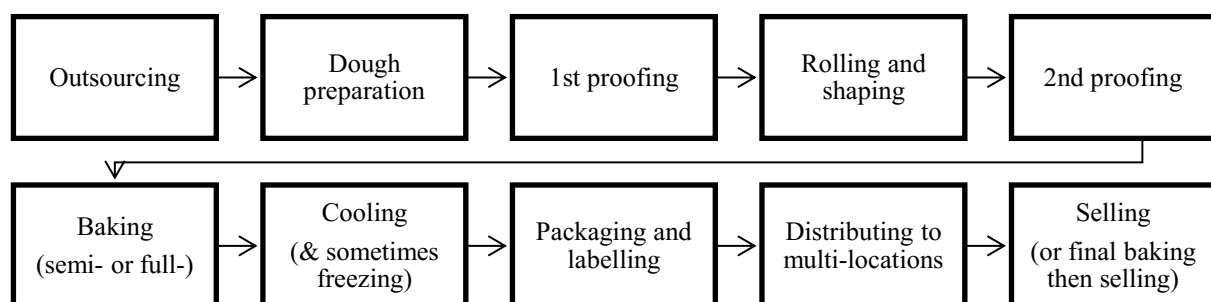 Outsourcing
Dough
preparation
1st proofing
Rolling and
shaping
2nd proofing
Baking
(semi- or full-)
Cooling
(& sometimes
freezing)
Packaging and
labelling
Distributing to
multi-locations
Selling
(or final baking
then selling)